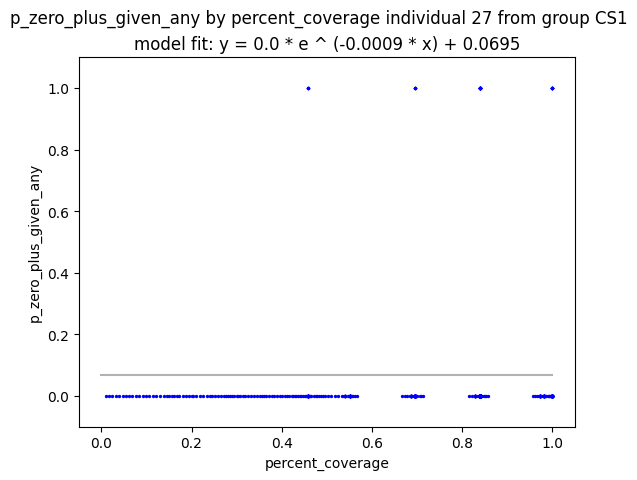 p_zero_plus_given_any by percent_coverage individual 27 from group CS1
model fit: y = 0.0 * e ^ (-0.0009 * x) + 0.0695
p_zero_plus_given_any
1.0
0.8
0.6
0.4
0.2
0.0
0.0 0.2 0.4 0.6 0.8 1.0
percent_coverage